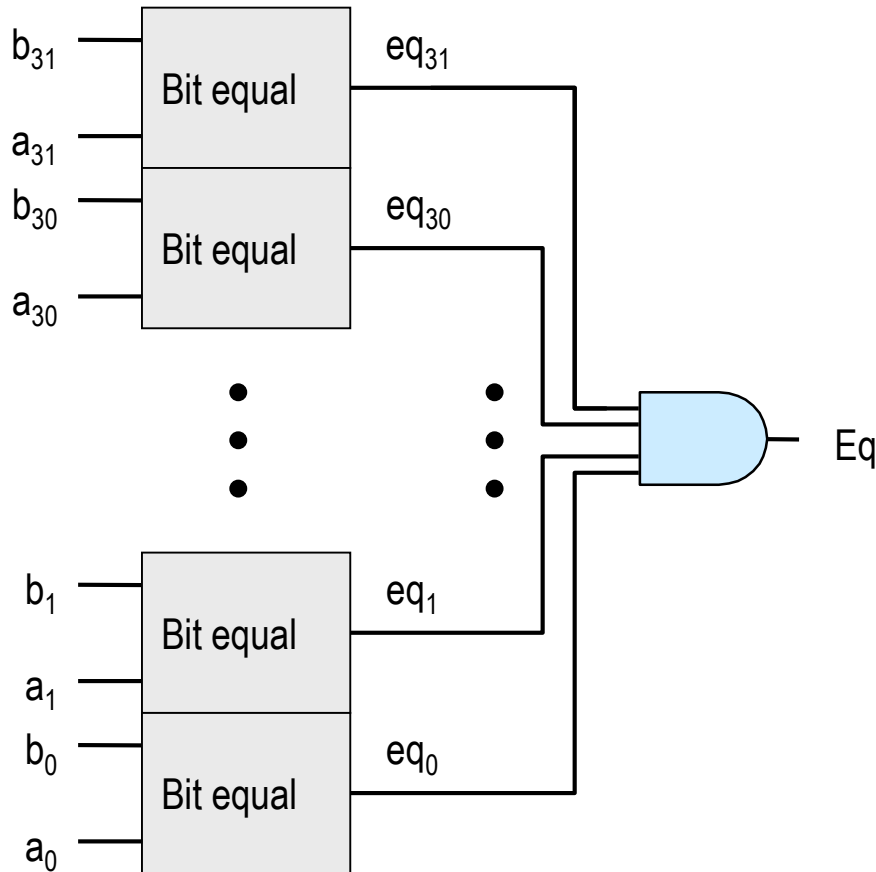 b₃₁
eq₃₁
Bit equal
a₃₁
b₃₀
eq₃₀
Bit equal
a₃₀
Eq
b₁
eq₁
Bit equal
a₁
b₀
eq₀
Bit equal
a₀